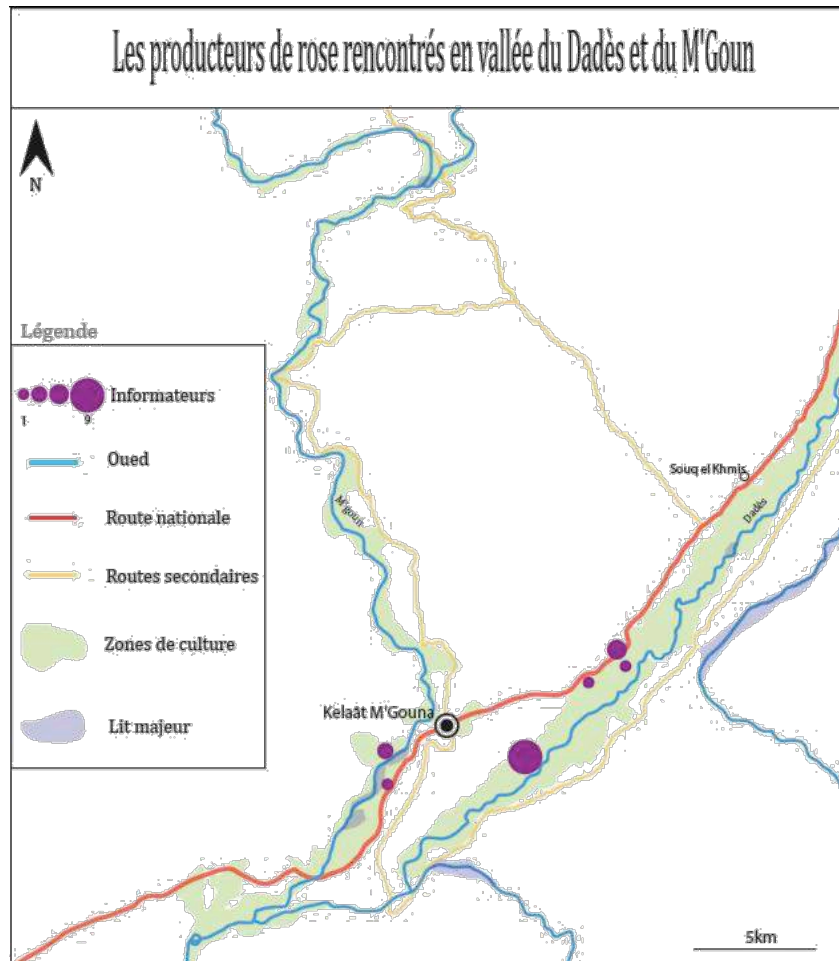 Les producteurs de rose rencontrés en vallée du Dadès et du M'Goun
N
Légende
Informateurs
1
9
Oued
Route nationale
Routes secondaires
Zones de culture
Lit majeur
M'goun
Souq el Khmis
Dadès
Kelaât M'Gouna
5km